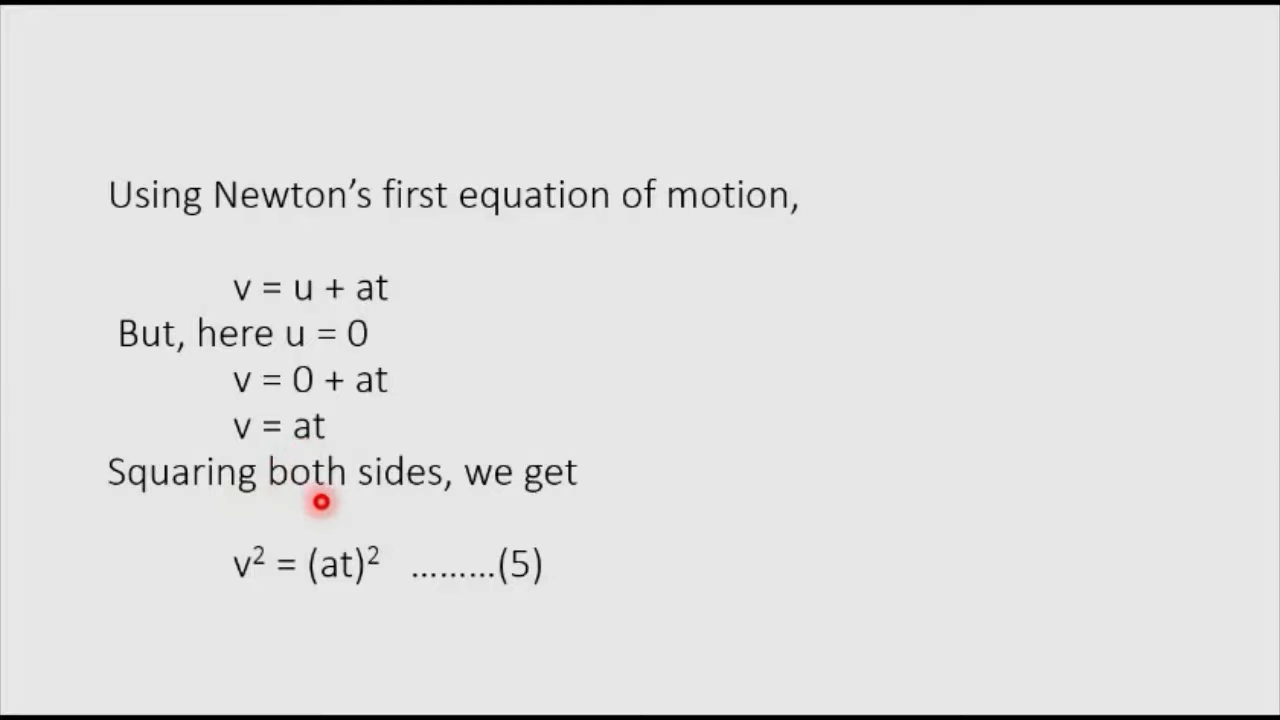 Using Newton’s first equation of motion,
v = u + at
But, here u = 0
v = 0 + at
v = at
Squaring both sides, we get
v² = (at)² .........(5)